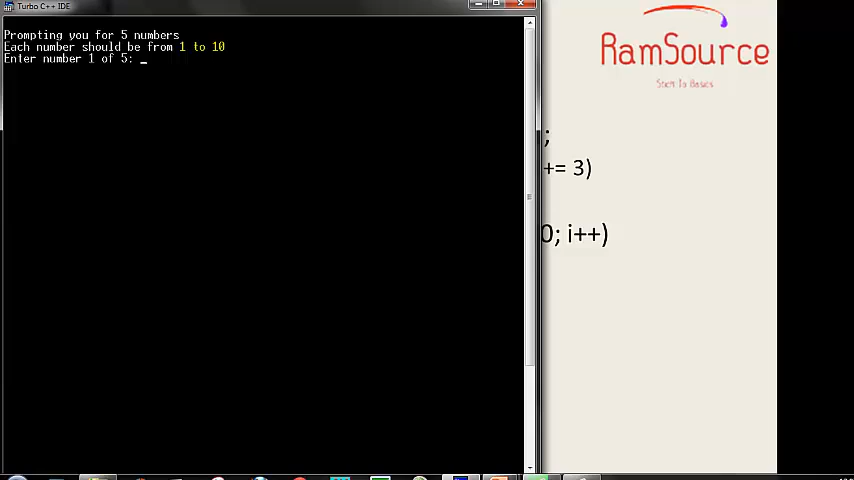 Turbo C++ IDE
Prompting you for 5 numbers
Each number should be from 1 to 10
Enter number 1 of 5: _
RamSource
Stick To Basics
;
+= 3)
0; i++)